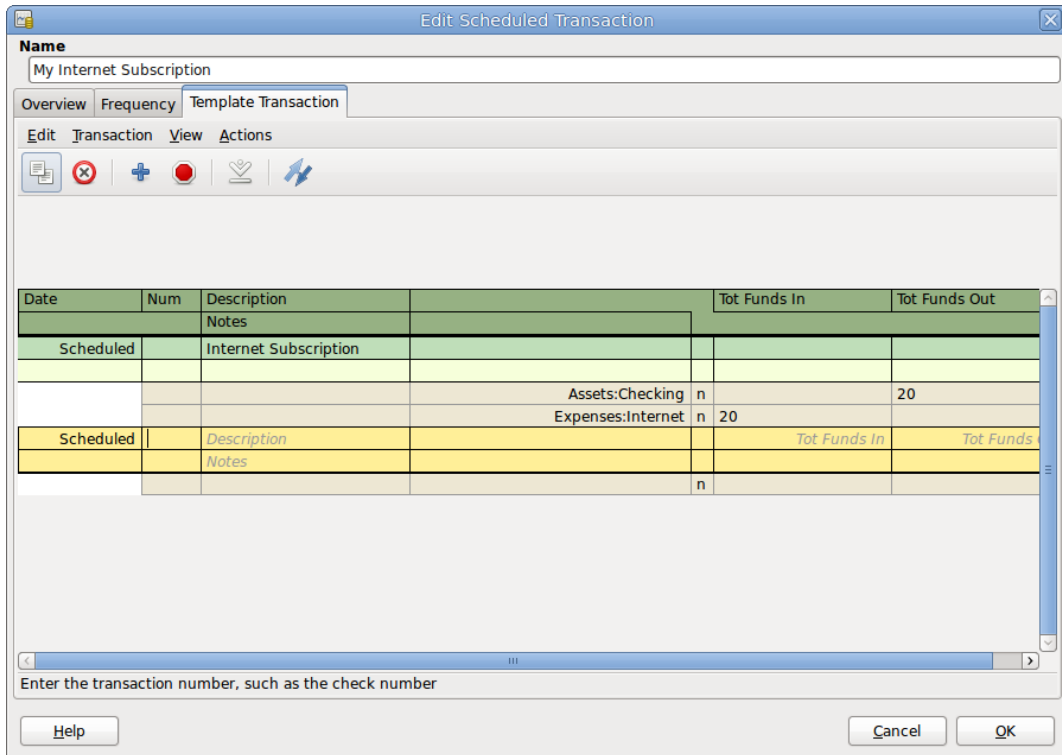 Edit Scheduled Transaction
Name
My Internet Subscription
Overview Frequency Template Transaction
Edit Transaction View Actions
Date Num Description Tot Funds In Tot Funds Out
Notes
Scheduled Internet Subscription
Assets:Checking n 20
Expenses:Internet n 20
Scheduled Description Tot Funds In Tot Funds
Notes
n
Enter the transaction number, such as the check number
Help Cancel OK